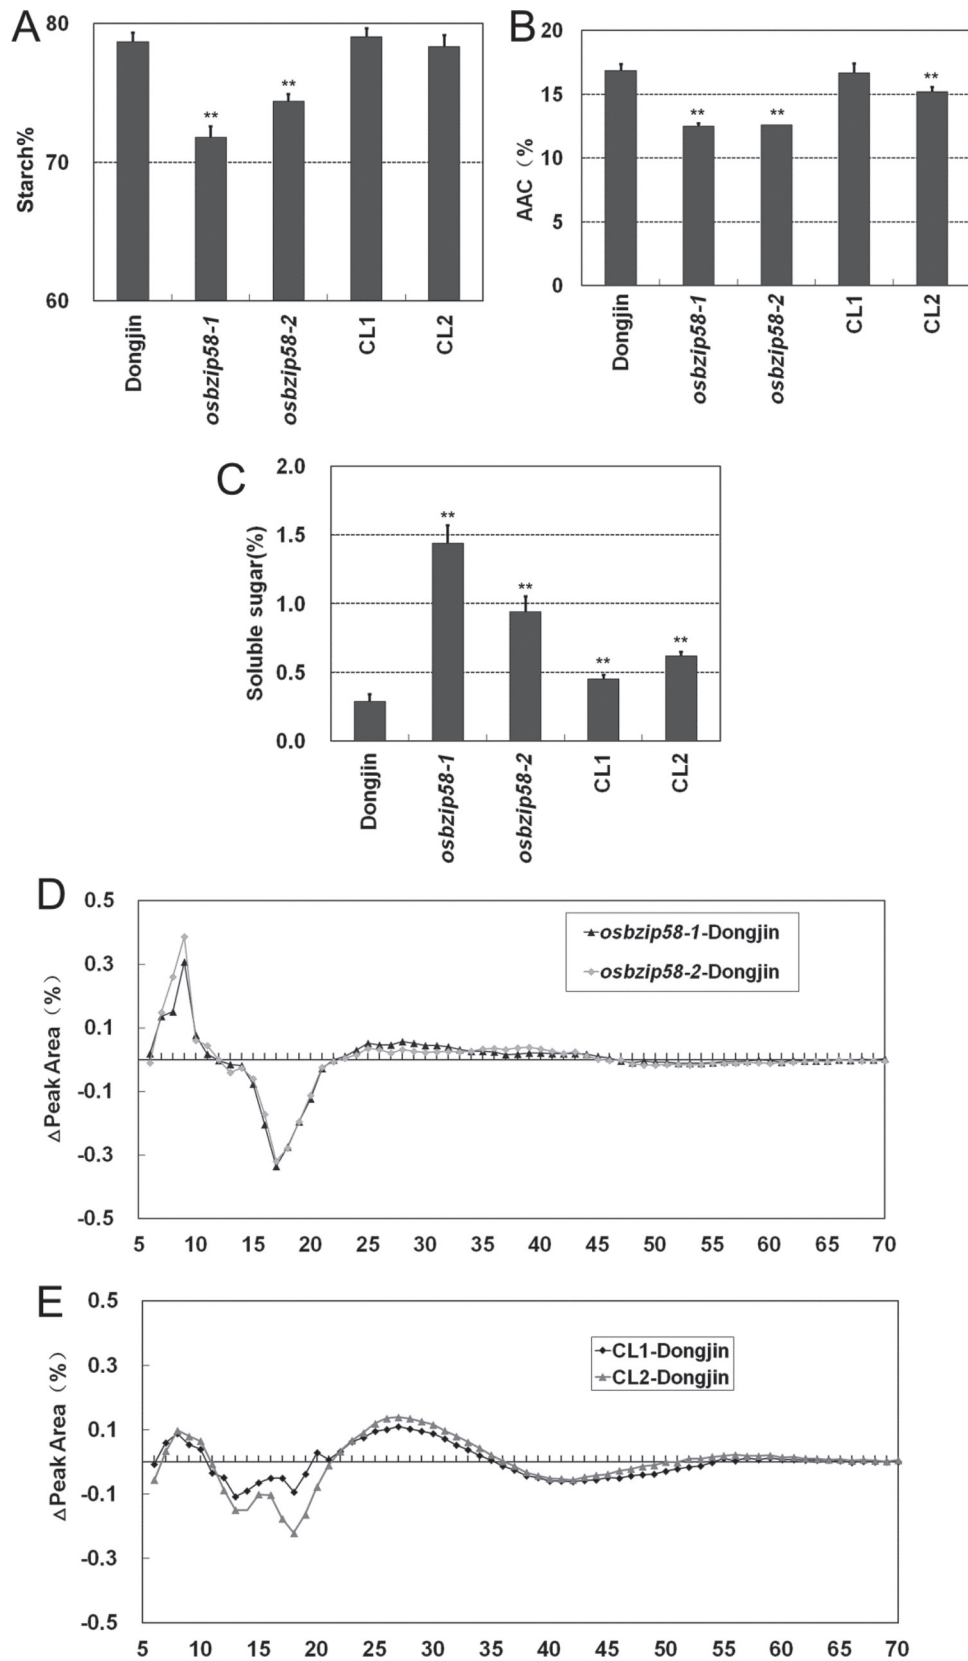 A
80
70
60
Starch%
**
**
Dongjin
osbzip58-1
osbzip58-2
CL1
CL2
B
20
15
10
5
0
AAC (%
**
**
**
Dongjin
osbzip58-1
osbzip58-2
CL1
CL2
C
2.0
1.5
1.0
0.5
0.0
Soluble sugar(%)
**
**
**
**
Dongjin
osbzip58-1
osbzip58-2
CL1
CL2
D
0.5
0.3
0.1
-0.1
-0.3
-0.5
ΔPeak Area (%)
osbzip58-1-Dongjin
osbzip58-2-Dongjin
5 10 15 20 25 30 35 40 45 50 55 60 65 70
E
0.5
0.3
0.1
-0.1
-0.3
-0.5
ΔPeak Area (%)
CL1-Dongjin
CL2-Dongjin
5 10 15 20 25 30 35 40 45 50 55 60 65 70